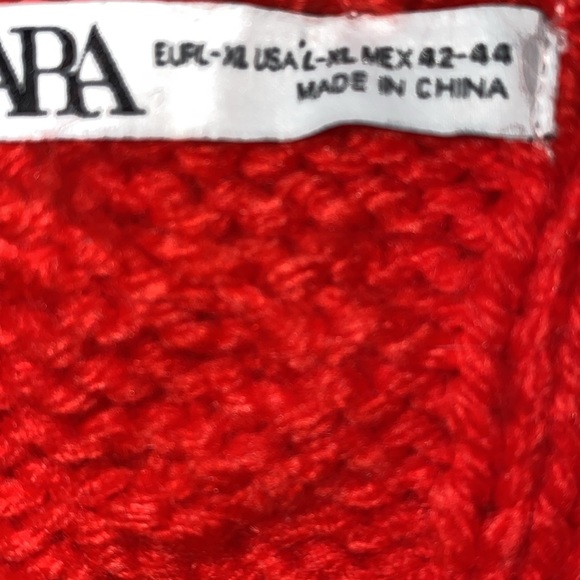 ARA
EUR L-XL USA L-XL MEX 42-44
MADE IN CHINA